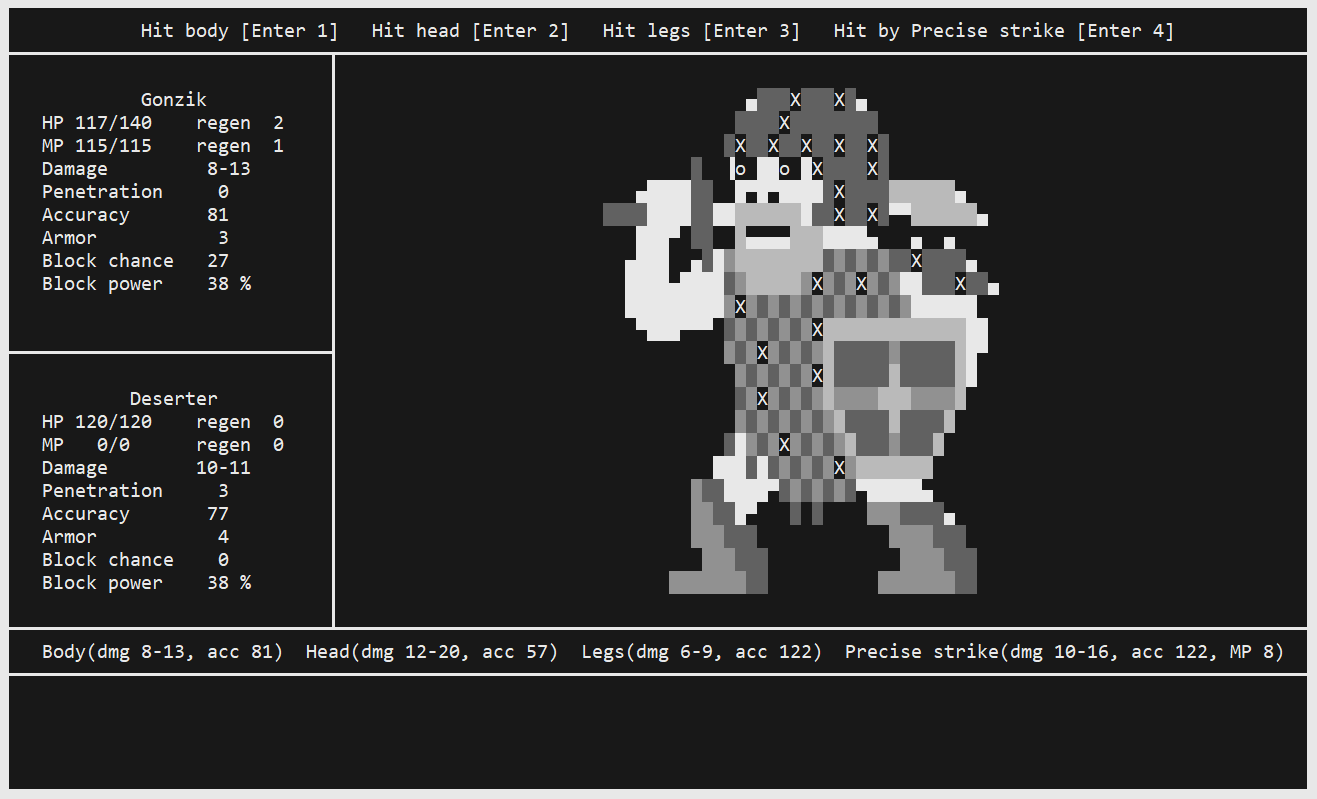 Hit body [Enter 1]   Hit head [Enter 2]   Hit legs [Enter 3]   Hit by Precise strike [Enter 4]
Gonzik
HP 117/140    regen  2
MP 115/115    regen  1
Damage         8-13
Penetration     0
Accuracy       81
Armor           3
Block chance   27
Block power    38 %
Deserter
HP 120/120    regen  0
MP   0/0      regen  0
Damage        10-11
Penetration     3
Accuracy       77
Armor           4
Block chance    0
Block power    38 %
X X
X
X X X X X
o o X X
X
X X
X
X X X
X
X
X
X
X
X
X
Body(dmg 8-13, acc 81)  Head(dmg 12-20, acc 57)  Legs(dmg 6-9, acc 122)  Precise strike(dmg 10-16, acc 122, MP 8)